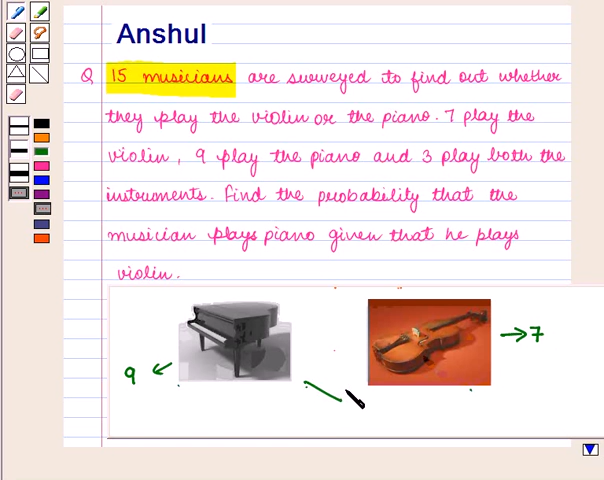 Anshul
Q 15 musicians are surveyed to find out whether
they play the violin or the piano. 7 play the
violin, 9 play the piano and 3 play both the
instruments. Find the probability that the
musician plays piano given that he plays
violin.
→7
9 ←